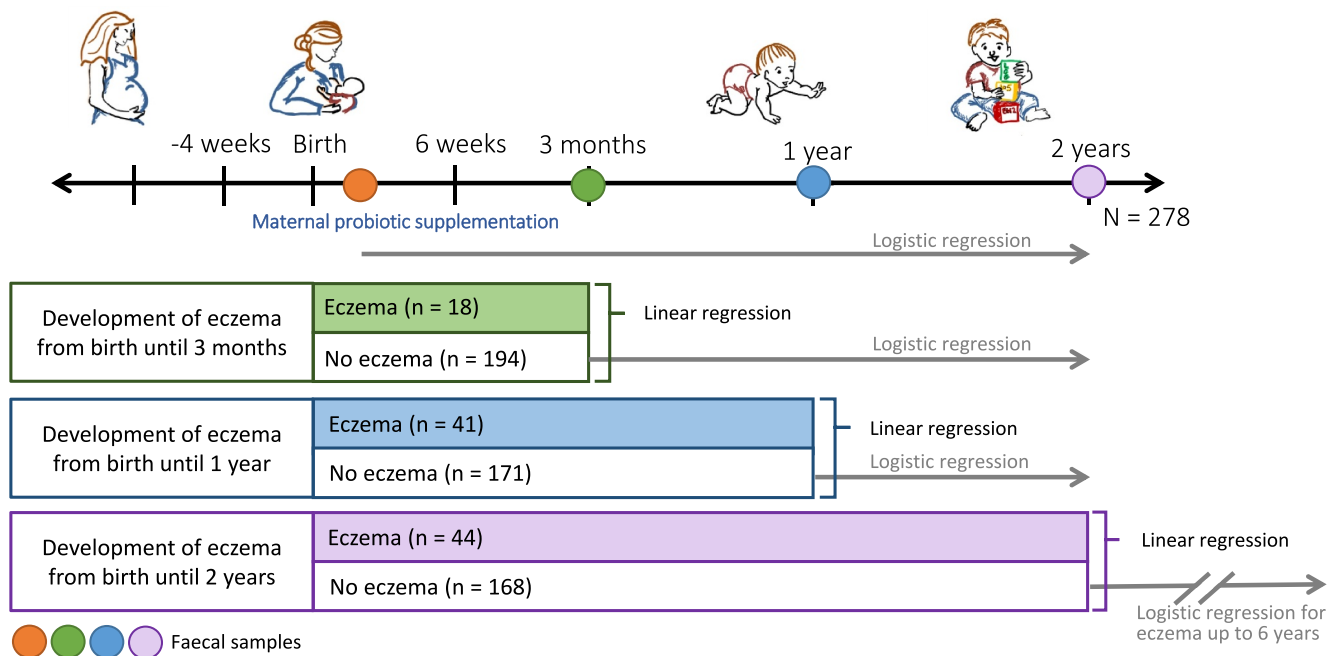 -4 weeks Birth 6 weeks 3 months 1 year 2 years
Maternal probiotic supplementation
N = 278
Logistic regression
Development of eczema
from birth until 3 months
Eczema (n = 18)
No eczema (n = 194)
Linear regression
Logistic regression
Development of eczema
from birth until 1 year
Eczema (n = 41)
No eczema (n = 171)
Linear regression
Logistic regression
Development of eczema
from birth until 2 years
Eczema (n = 44)
No eczema (n = 168)
Linear regression
Logistic regression for
eczema up to 6 years
Faecal samples